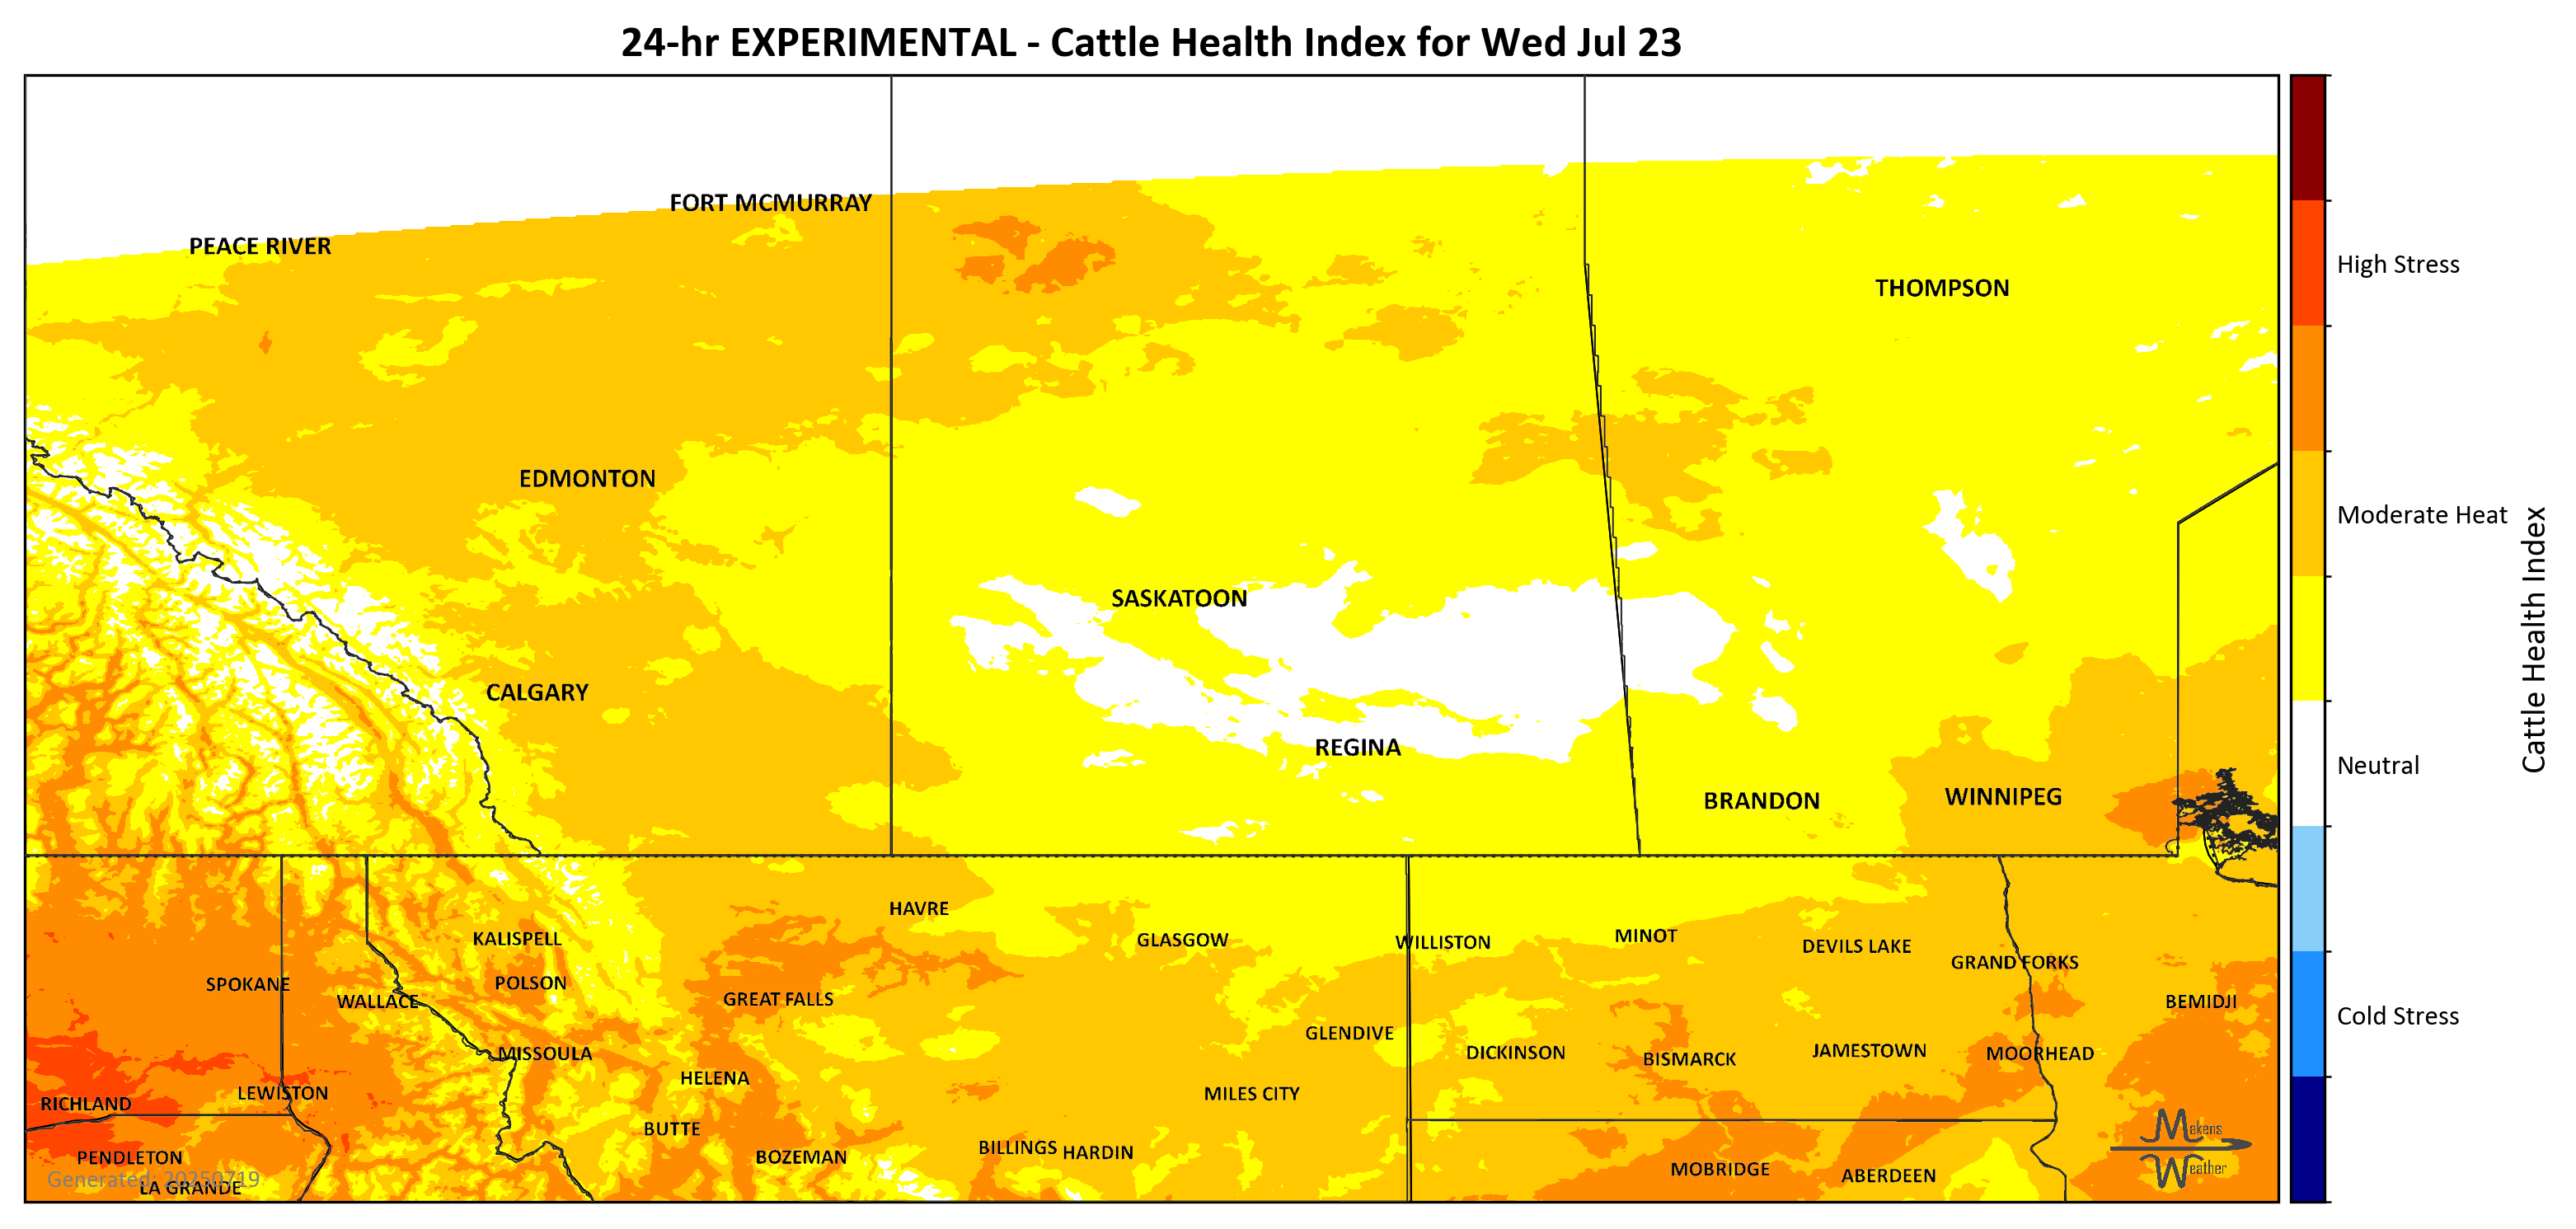 24-hr EXPERIMENTAL - Cattle Health Index for Wed Jul 23
FORT MCMURRAY
PEACE RIVER
High Stress
THOMPSON
EDMONTON
Moderate Heat
SASKATOON
Cattle Health Index
CALGARY
REGINA
Neutral
BRANDON
WINNIPEG
HAVRE
KALISPELL
GLASGOW
WILLISTON
MINOT
DEVILS LAKE
GRAND FORKS
SPOKANE
POLSON
WALLACE
GREAT FALLS
BEMIDJI
Cold Stress
GLENDIVE
MISSOULA
DICKINSON
BISMARCK
JAMESTOWN
MOORHEAD
HELENA
LEWISTON
MILES CITY
RICHLAND
BUTTE
Makens
Weather
PENDLETON
BOZEMAN
BILLINGS
HARDIN
MOBRIDGE
ABERDEEN
Generated: 20250719
LA GRANDE